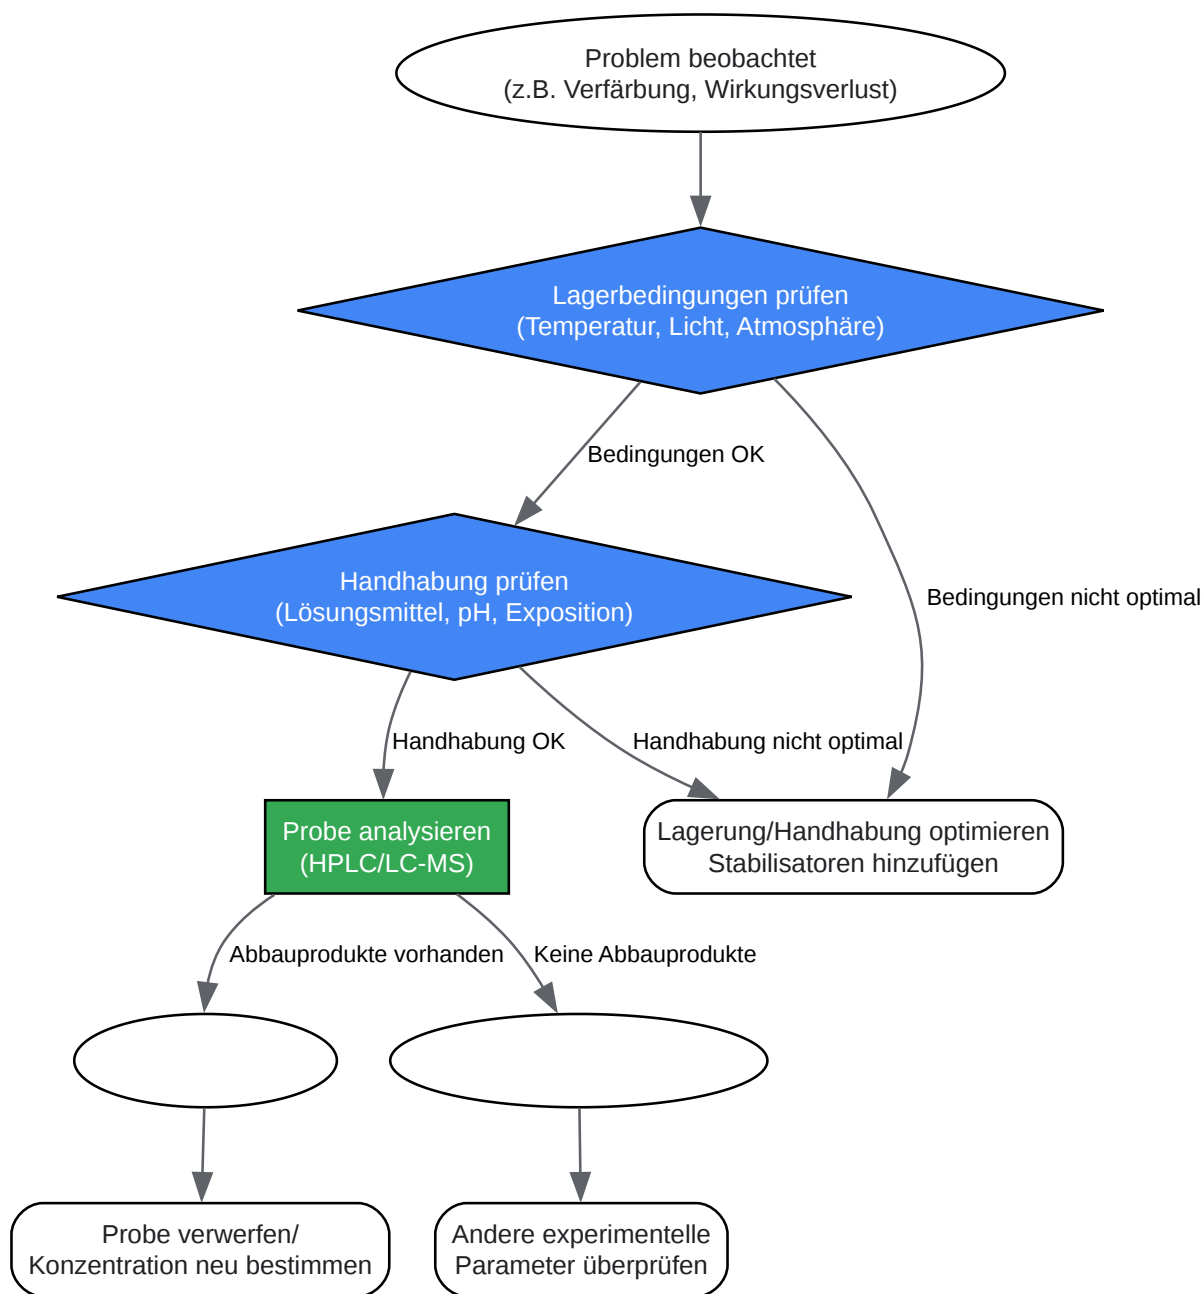 Problem beobachtet
(z.B. Verfärbung, Wirkungsverlust)
Lagerbedingungen prüfen
(Temperatur, Licht, Atmosphäre)
Bedingungen OK
Handhabung prüfen
(Lösungsmittel, pH, Exposition)
Bedingungen nicht optimal
Handhabung OK
Handhabung nicht optimal
Probe analysieren
(HPLC/LC-MS)
Lagerung/Handhabung optimieren
Stabilisatoren hinzufügen
Abbauprodukte vorhanden
Keine Abbauprodukte
Probe verwerfen/
Konzentration neu bestimmen
Andere experimentelle
Parameter überprüfen